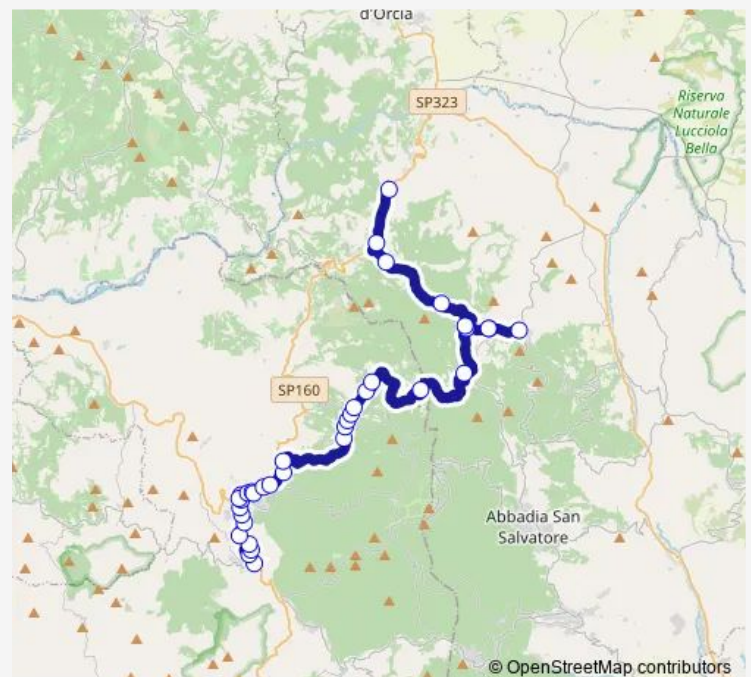 d'Orcia
SP323
Riserva
Naturale
Lucciola
Bella
SP160
Abbadia San
Salvatore
© OpenStreetMap contributors